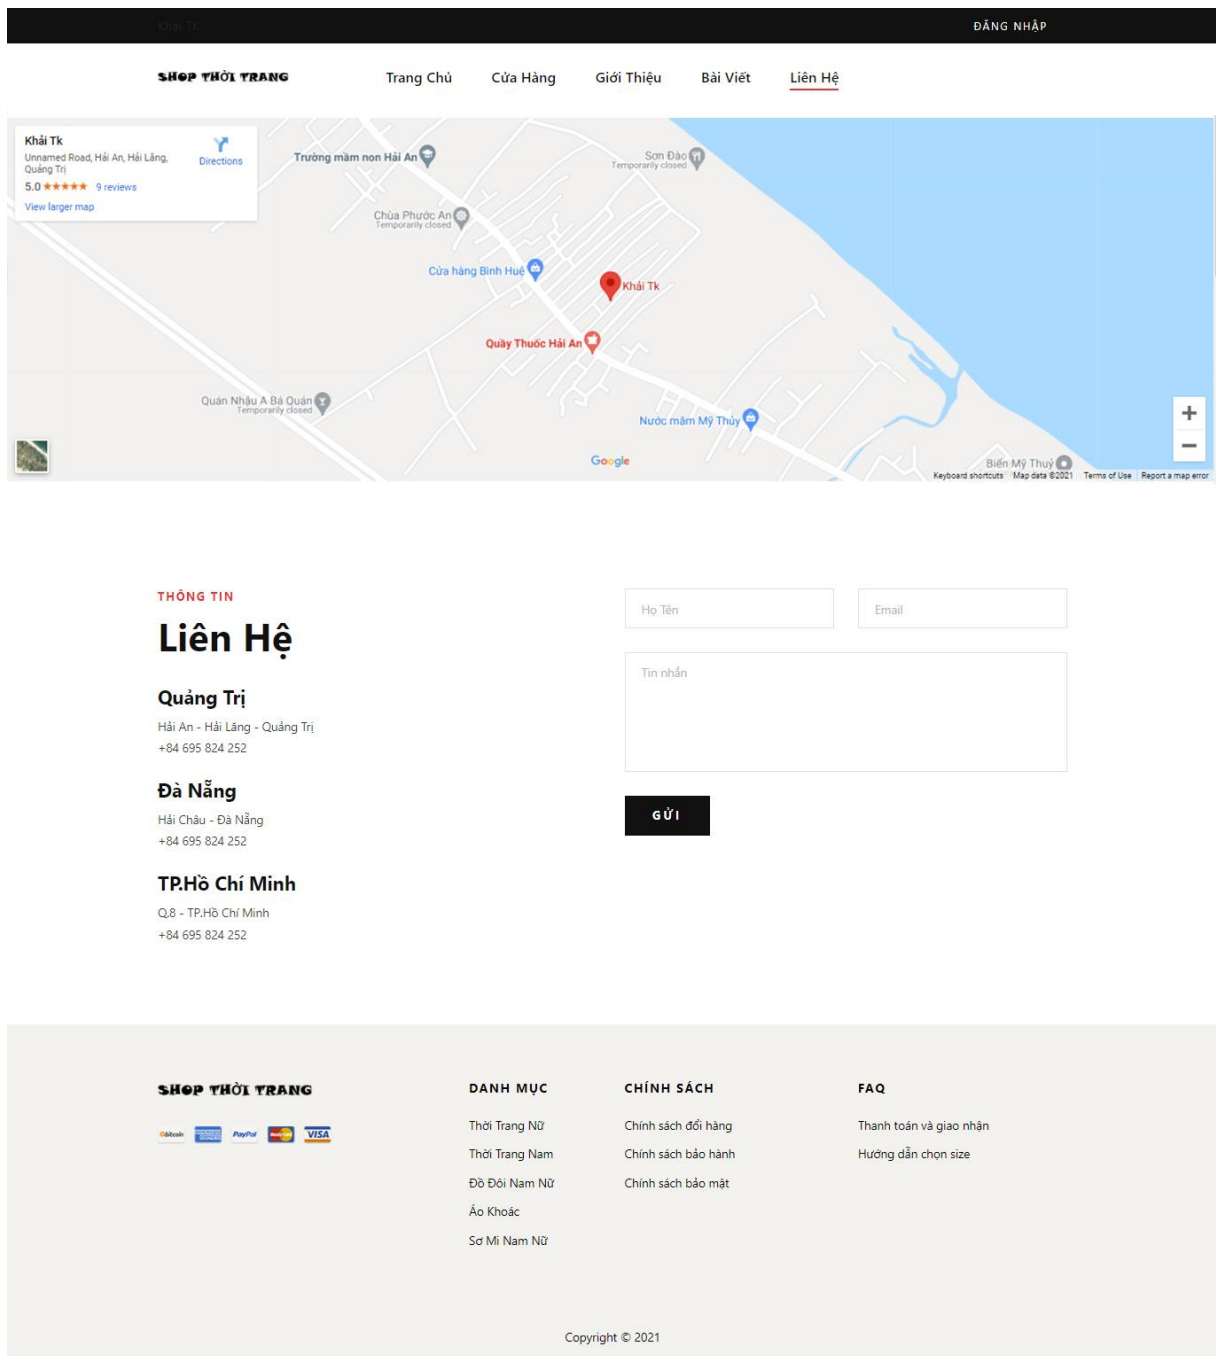 Khải TK
ĐĂNG NHẬP
SHOP THỜI TRANG
Trang Chủ
Cửa Hàng
Giới Thiệu
Bài Viết
Liên Hệ
Khải Tk
Unnamed Road, Hải An, Hải Lăng,
Quảng Trị
5.0 ★★★★★ 9 reviews
View larger map
Directions
Trường mầm non Hải An
Sơn Đào
Temporarily closed
Chùa Phước An
Temporarily closed
Cửa hàng Bình Huệ
Khải Tk
Quầy Thuốc Hải An
Quán Nhậu A Bá Quán
Temporarily closed
Nước mắm Mỹ Thủy
Google
Biển Mỹ Thuỷ
Keyboard shortcuts
Map data ©2021
Terms of Use
Report a map error
THÔNG TIN
Liên Hệ
Quảng Trị
Hải An - Hải Lăng - Quảng Trị
+84 695 824 252
Đà Nẵng
Hải Châu - Đà Nẵng
+84 695 824 252
TP.Hồ Chí Minh
Q.8 - TP.Hồ Chí Minh
+84 695 824 252
Họ Tên
Email
Tin nhắn
GỬI
SHOP THỜI TRANG
bitcoin
AMERICAN EXPRESS
PayPal
MasterCard
VISA
DANH MỤC
Thời Trang Nữ
Thời Trang Nam
Đồ Đôi Nam Nữ
Áo Khoác
Sơ Mi Nam Nữ
CHÍNH SÁCH
Chính sách đổi hàng
Chính sách bảo hành
Chính sách bảo mật
FAQ
Thanh toán và giao nhận
Hướng dẫn chọn size
Copyright © 2021